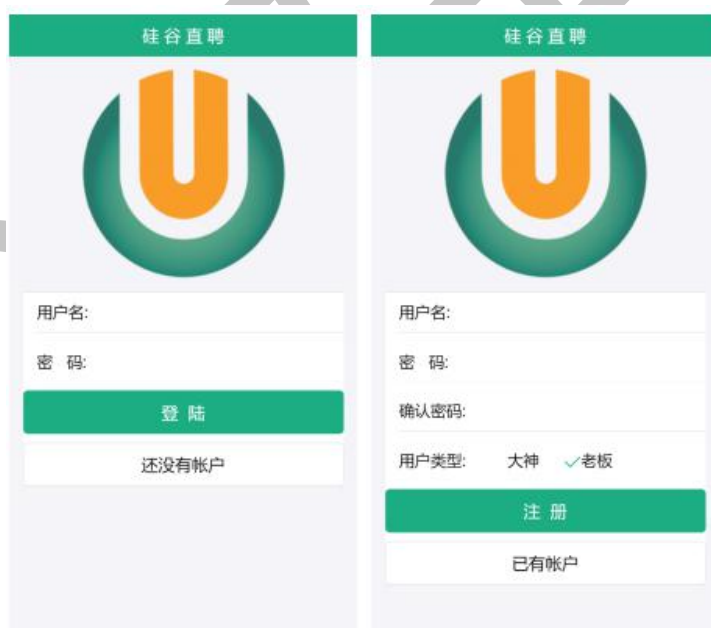 硅谷直聘
用户名:
密 码:
登 陆
还没有帐户
硅谷直聘
用户名:
密 码:
确认密码:
用户类型: 大神 老板
注 册
已有帐户